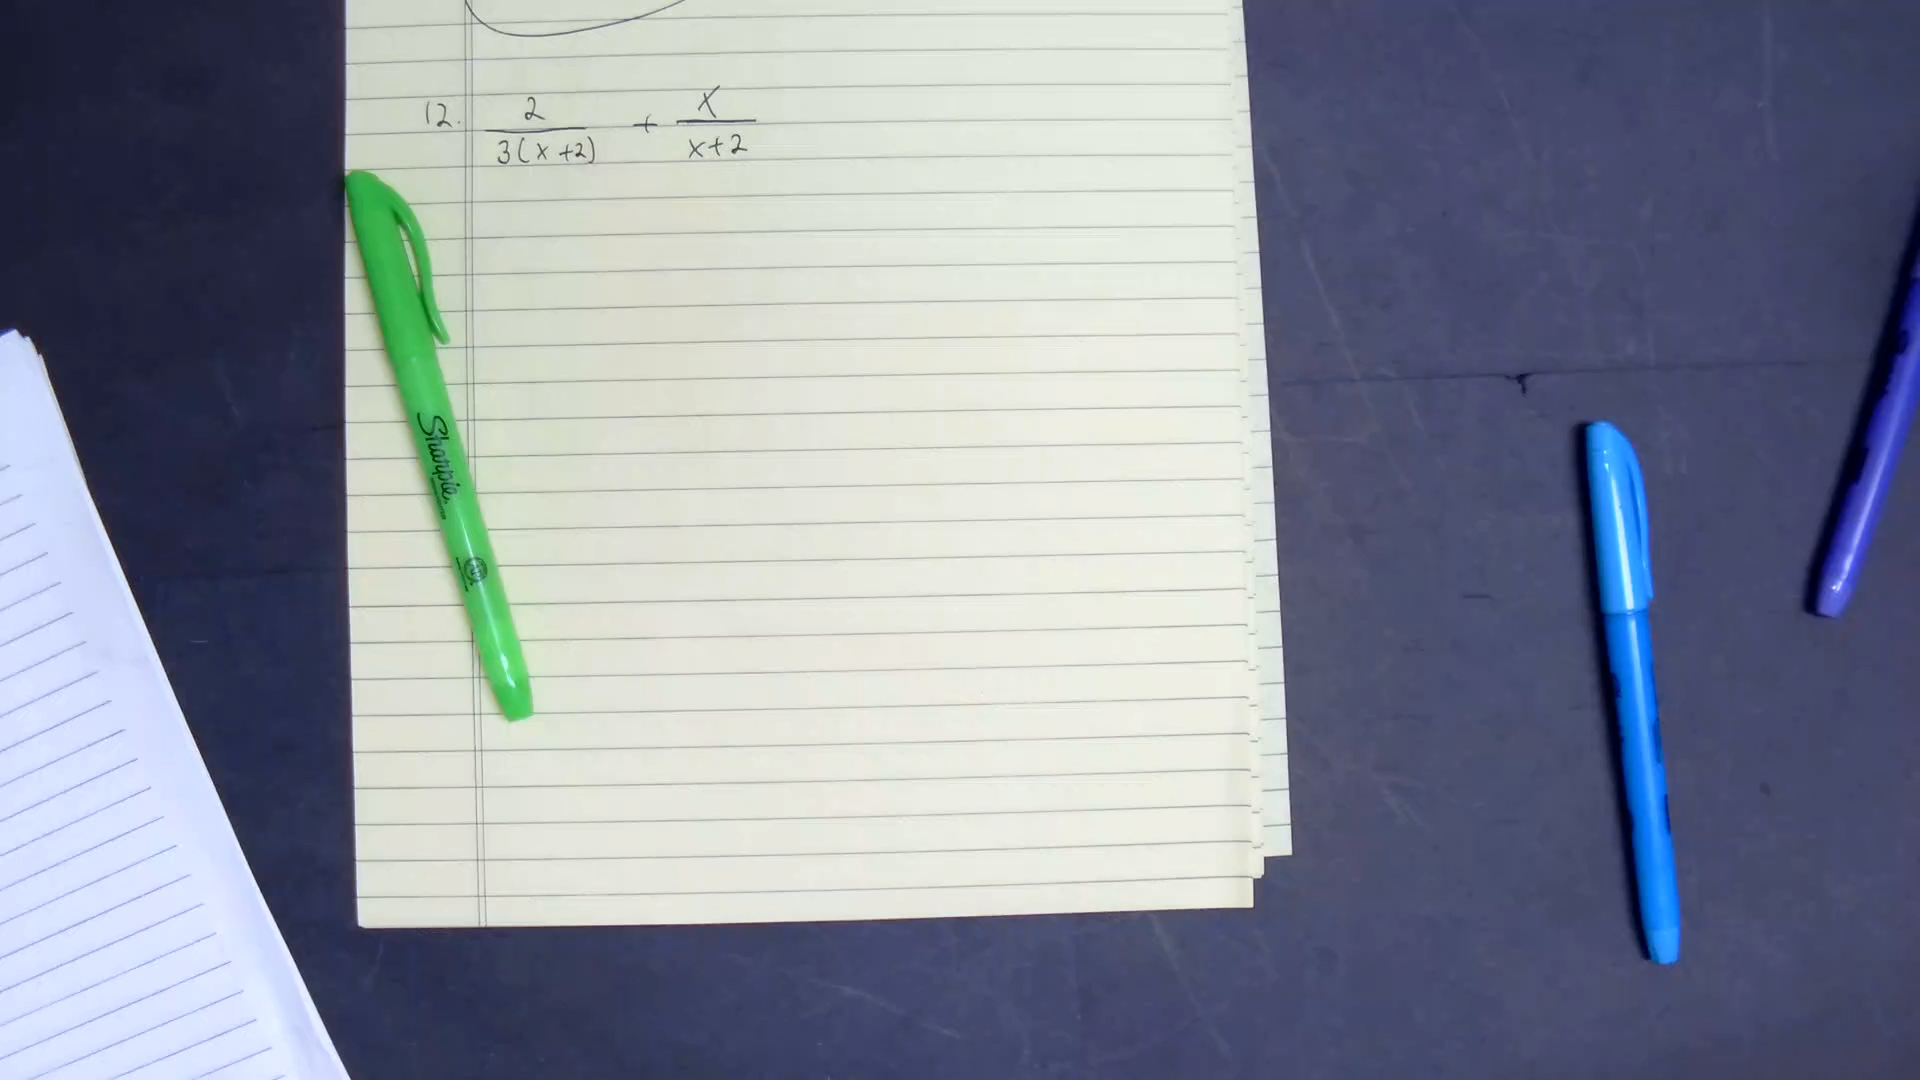 12. 2/(3(x+2)) + x/(x+2)
Sharpie.